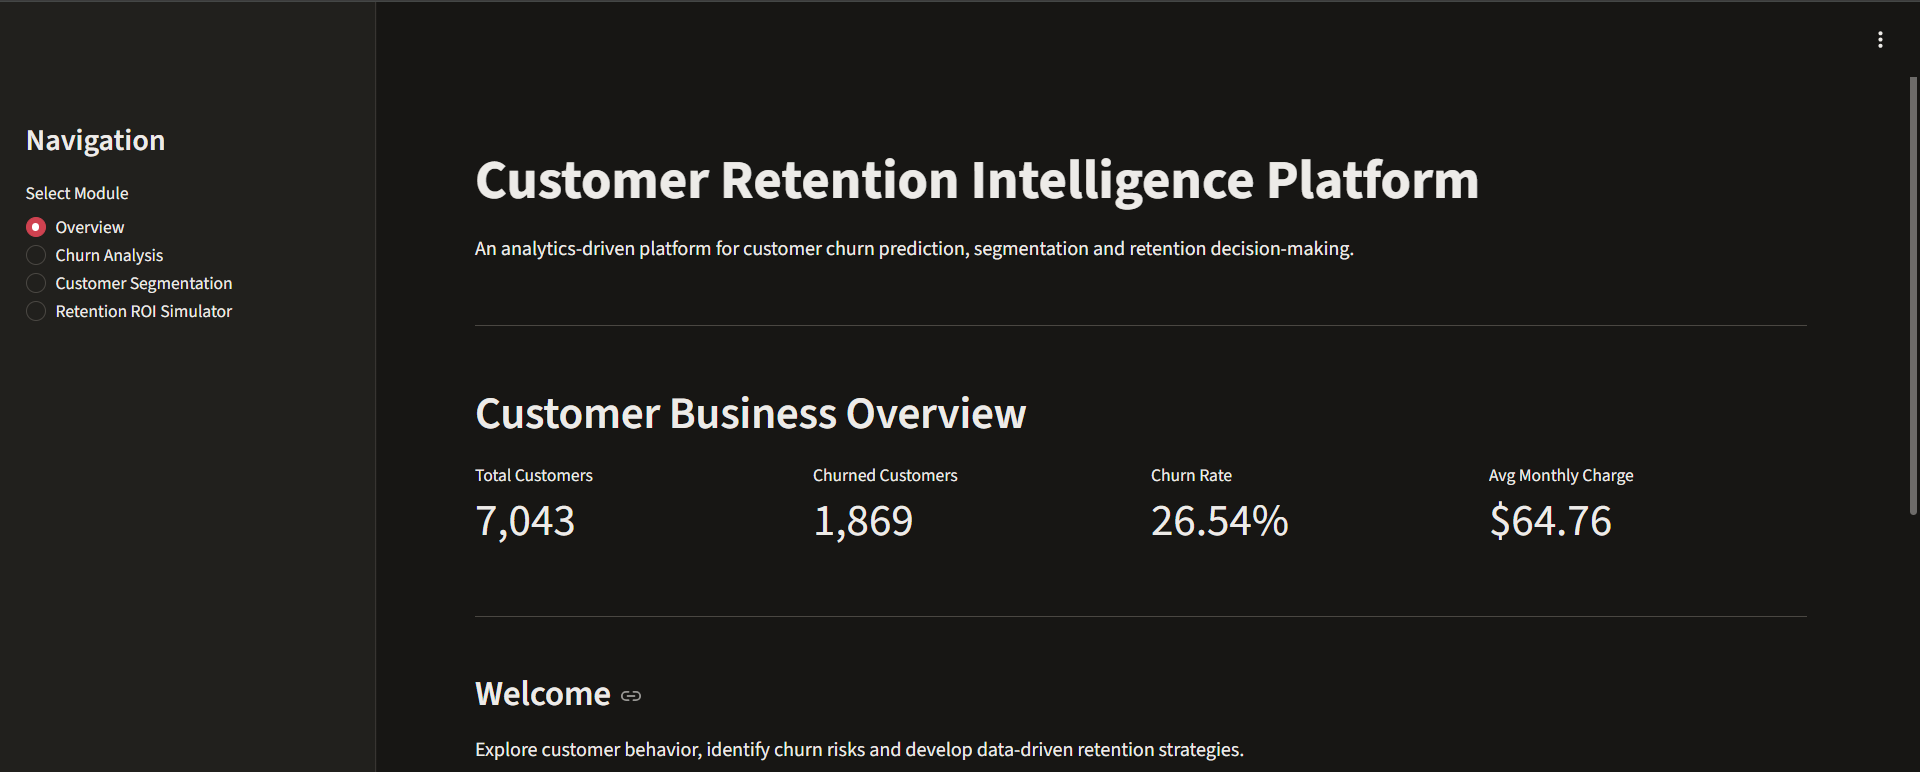 Navigation
Select Module
Overview
Churn Analysis
Customer Segmentation
Retention ROI Simulator
Customer Retention Intelligence Platform
An analytics-driven platform for customer churn prediction, segmentation and retention decision-making.
Customer Business Overview
Total Customers
7,043
Churned Customers
1,869
Churn Rate
26.54%
Avg Monthly Charge
$64.76
Welcome
Explore customer behavior, identify churn risks and develop data-driven retention strategies.